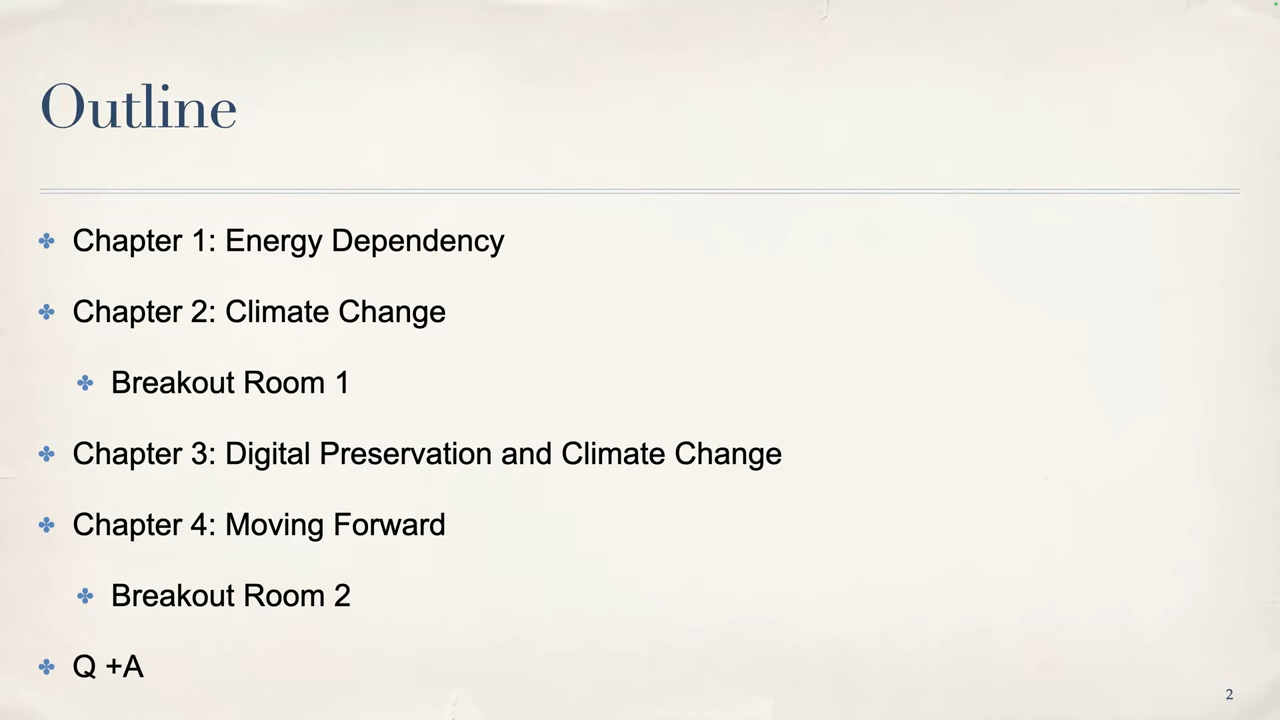 Outline
Chapter 1: Energy Dependency
Chapter 2: Climate Change
Breakout Room 1
Chapter 3: Digital Preservation and Climate Change
Chapter 4: Moving Forward
Breakout Room 2
Q +A
2